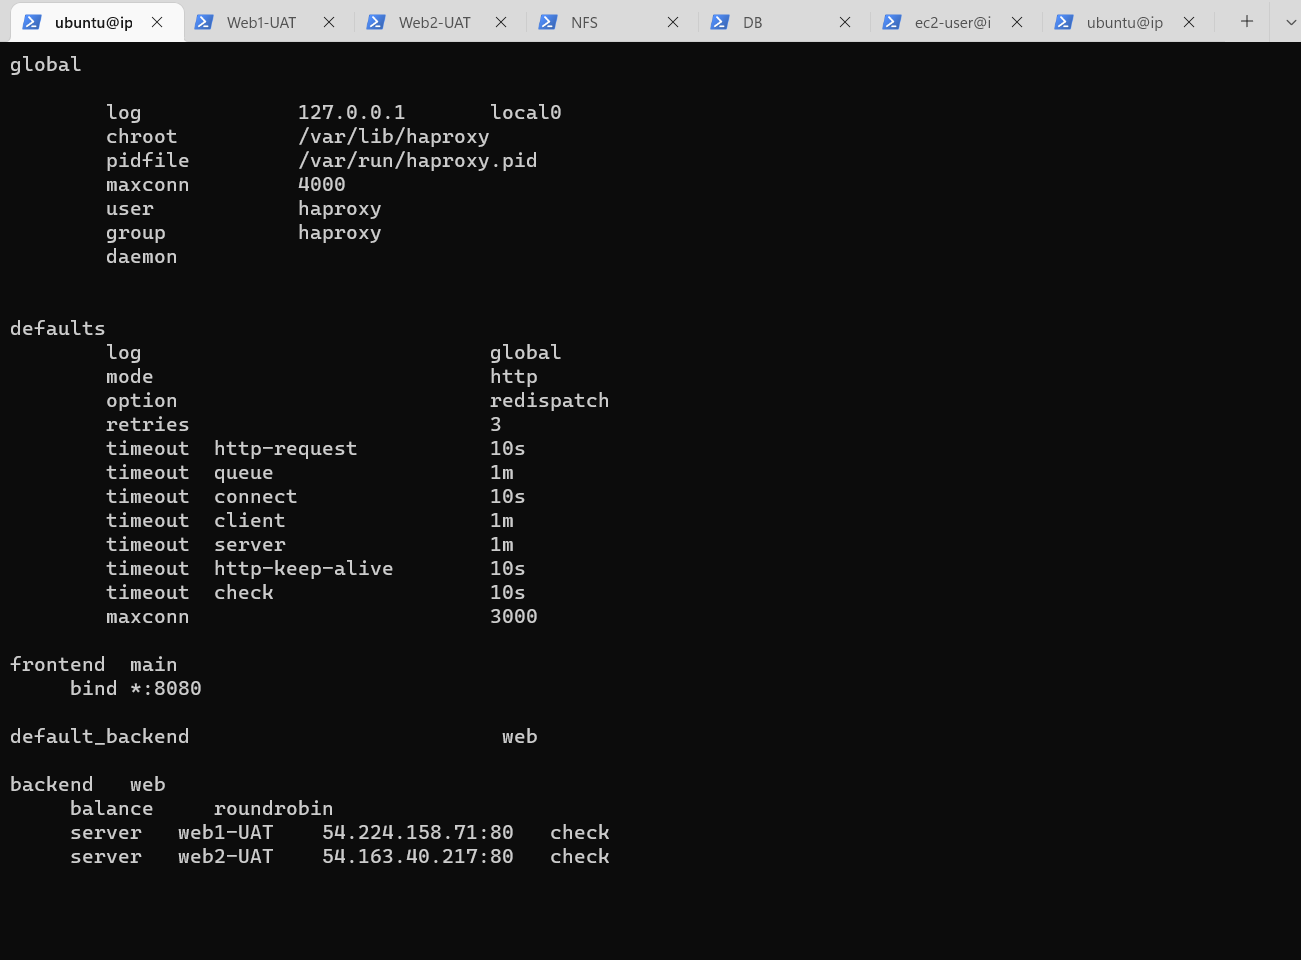 ubuntu@ip Web1-UAT Web2-UAT NFS DB ec2-user@i ubuntu@ip
global
log 127.0.0.1 local0
chroot /var/lib/haproxy
pidfile /var/run/haproxy.pid
maxconn 4000
user haproxy
group haproxy
daemon
defaults
log global
mode http
option redispatch
retries 3
timeout http-request 10s
timeout queue 1m
timeout connect 10s
timeout client 1m
timeout server 1m
timeout http-keep-alive 10s
timeout check 10s
maxconn 3000
frontend main
bind *:8080
default_backend web
backend web
balance roundrobin
server web1-UAT 54.224.158.71:80 check
server web2-UAT 54.163.40.217:80 check